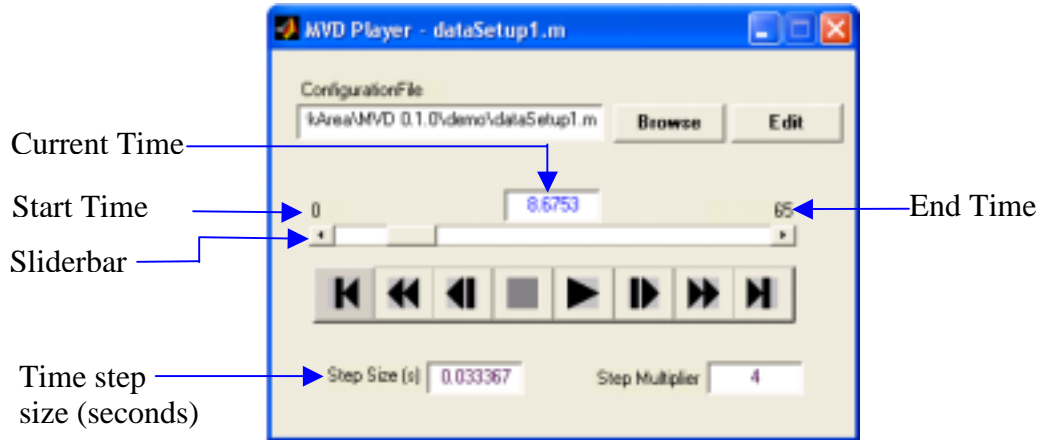 MVD Player - dataSetup1.m
ConfigurationFile
kArea\MVD 0.1.0\demo\dataSetup1.m
Browse
Edit
Current Time
Start Time
0
8.6753
65
End Time
Sliderbar
Time step
size (seconds)
Step Size (s)
0.033367
Step Multiplier
4